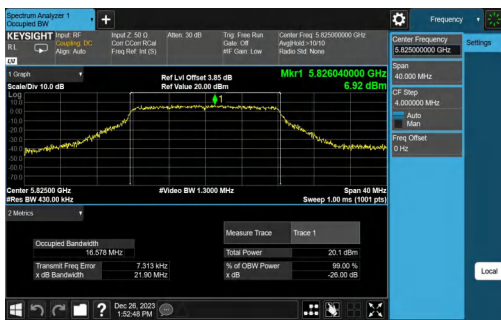 Spectrum Analyzer 1
Occupied BW
+
Frequency
KEYSIGHT Input: RF Input Z: 50 Ω Atten: 30 dB Trig: Free Run Center Freq: 5.825000000 GHz
RL Coupling: DC Corr CCorr RCal Gate: Off Avg|Hold:>10/10
Align: Auto Freq Ref: Int (S) #IF Gain: Low Radio Std: None
LXI
Center Frequency
5.825000000 GHz
Settings
Span
40.000 MHz
CF Step
4.000000 MHz
Auto
Man
Freq Offset
0 Hz
Local
1 Graph
Ref Lvl Offset 3.85 dB
Mkr1 5.826040000 GHz
Scale/Div 10.0 dB
Ref Value 20.00 dBm
6.92 dBm
Log
10.0
0.00
-10.0
-20.0
-30.0
-40.0
-50.0
-60.0
-70.0
1
Center 5.82500 GHz
#Video BW 1.3000 MHz
Span 40 MHz
#Res BW 430.00 kHz
Sweep 1.00 ms (1001 pts)
2 Metrics
Measure Trace Trace 1
Occupied Bandwidth
16.578 MHz
Total Power 20.1 dBm
Transmit Freq Error 7.313 kHz
% of OBW Power 99.00 %
x dB Bandwidth 21.90 MHz
x dB -26.00 dB
?
Dec 26, 2023
1:52:48 PM